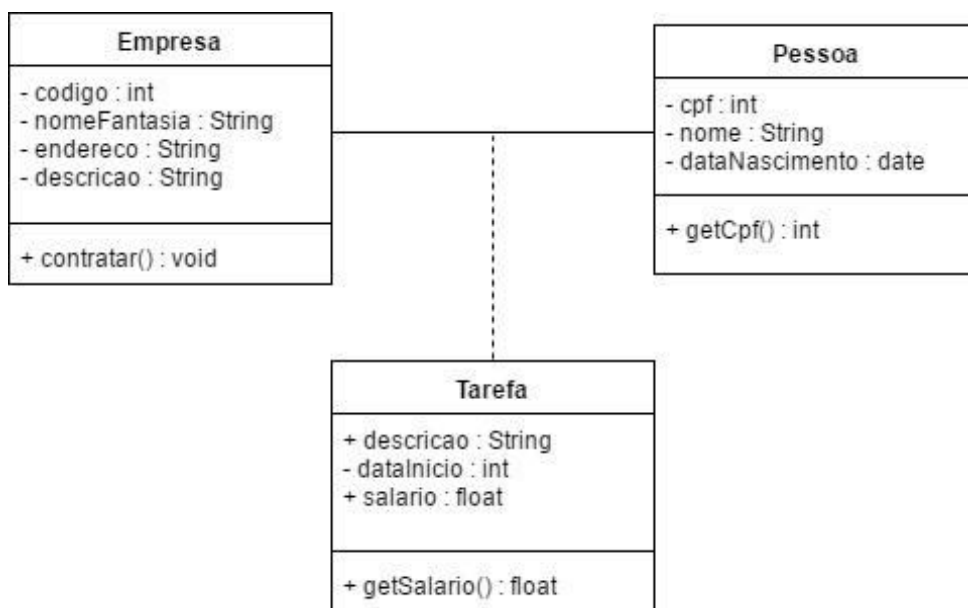 Empresa
- codigo : int
- nomeFantasia : String
- endereco : String
- descricao : String
+ contratar() : void
Pessoa
- cpf : int
- nome : String
- dataNascimento : date
+ getCpf() : int
Tarefa
+ descricao : String
- dataInicio : int
+ salario : float
+ getSalario() : float